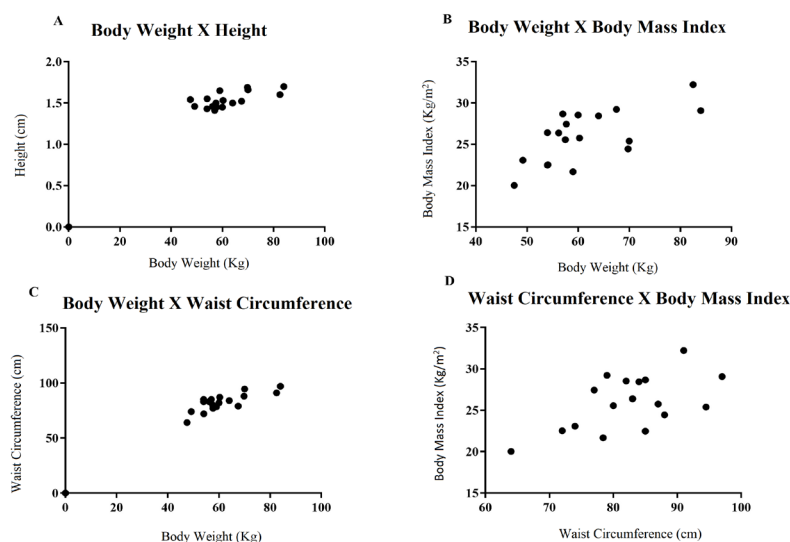 A
Body Weight X Height
2.0
1.5
1.0
0.5
0.0
Height (cm)
0
20
40
60
80
100
Body Weight (Kg)
B
Body Weight X Body Mass Index
35
30
25
20
15
Body Mass Index (Kg/m²)
40
50
60
70
80
90
Body Weight (Kg)
C
Body Weight X Waist Circumference
150
100
50
0
Waist Circumference (cm)
0
20
40
60
80
100
Body Weight (Kg)
D
Waist Circumference X Body Mass Index
35
30
25
20
15
Body Mass Index (Kg/m²)
60
70
80
90
100
Waist Circumference (cm)